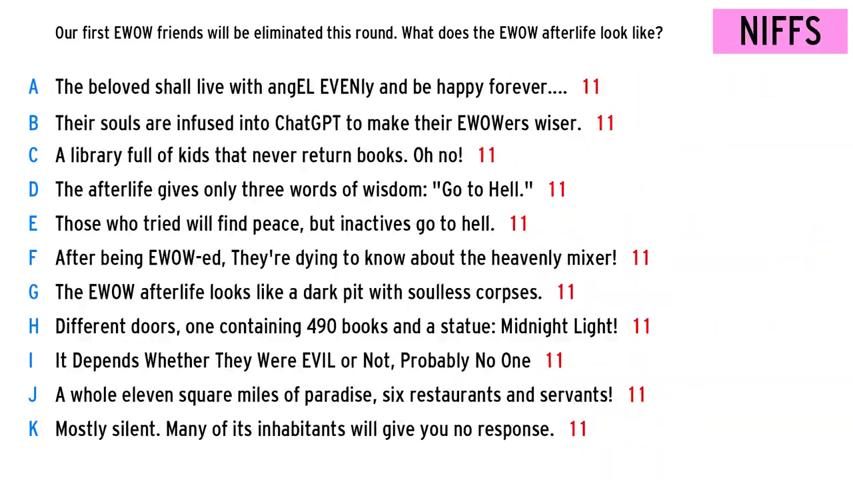 Our first EWOW friends will be eliminated this round. What does the EWOW afterlife look like?
NIFFS
A The beloved shall live with angEL EVENly and be happy forever.... 11
B Their souls are infused into ChatGPT to make their EWOWers wiser. 11
C A library full of kids that never return books. Oh no! 11
D The afterlife gives only three words of wisdom: "Go to Hell." 11
E Those who tried will find peace, but inactives go to hell. 11
F After being EWOW-ed, They're dying to know about the heavenly mixer! 11
G The EWOW afterlife looks like a dark pit with soulless corpses. 11
H Different doors, one containing 490 books and a statue: Midnight Light! 11
I It Depends Whether They Were EVIL or Not, Probably No One 11
J A whole eleven square miles of paradise, six restaurants and servants! 11
K Mostly silent. Many of its inhabitants will give you no response. 11